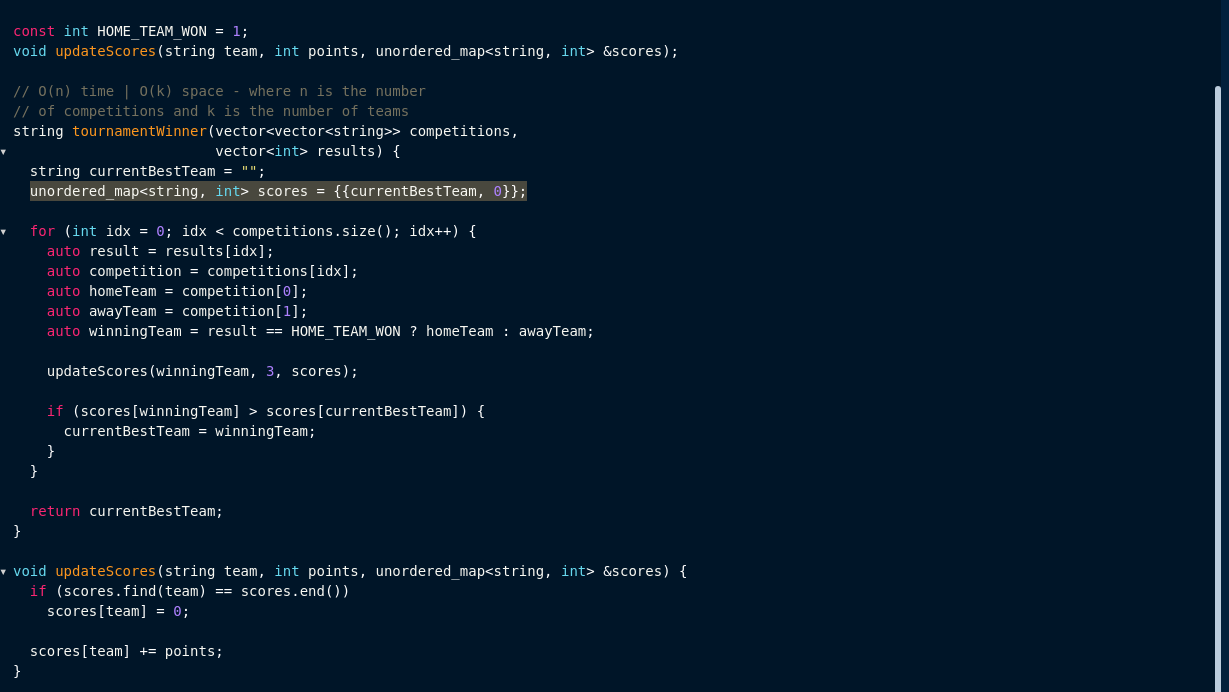 const int HOME_TEAM_WON = 1;
void updateScores(string team, int points, unordered_map<string, int> &scores);
// O(n) time | O(k) space - where n is the number
// of competitions and k is the number of teams
string tournamentWinner(vector<vector<string>> competitions,
                        vector<int> results) {
  string currentBestTeam = "";
  unordered_map<string, int> scores = {{currentBestTeam, 0}};
  for (int idx = 0; idx < competitions.size(); idx++) {
    auto result = results[idx];
    auto competition = competitions[idx];
    auto homeTeam = competition[0];
    auto awayTeam = competition[1];
    auto winningTeam = result == HOME_TEAM_WON ? homeTeam : awayTeam;
    updateScores(winningTeam, 3, scores);
    if (scores[winningTeam] > scores[currentBestTeam]) {
      currentBestTeam = winningTeam;
    }
  }
  return currentBestTeam;
}
void updateScores(string team, int points, unordered_map<string, int> &scores) {
  if (scores.find(team) == scores.end())
    scores[team] = 0;
  scores[team] += points;
}